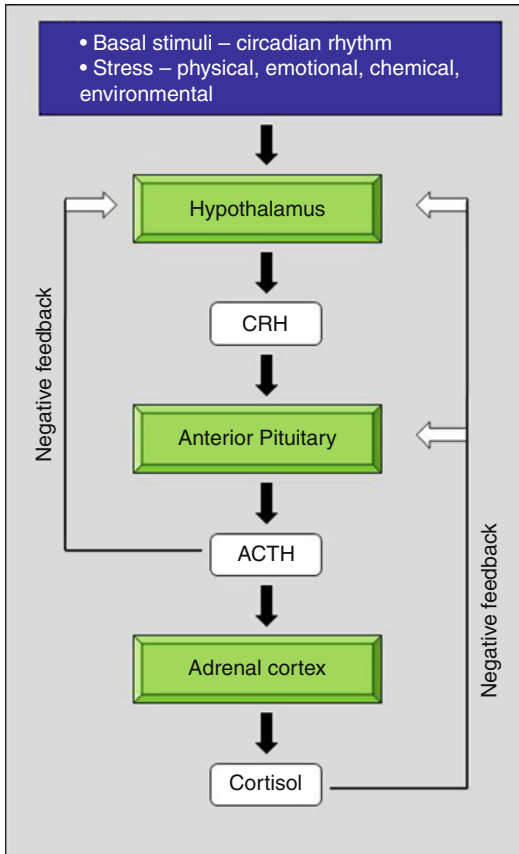 • Basal stimuli – circadian rhythm
• Stress – physical, emotional, chemical,
environmental
Hypothalamus
CRH
Negative feedback
Anterior Pituitary
ACTH
Negative feedback
Adrenal cortex
Cortisol